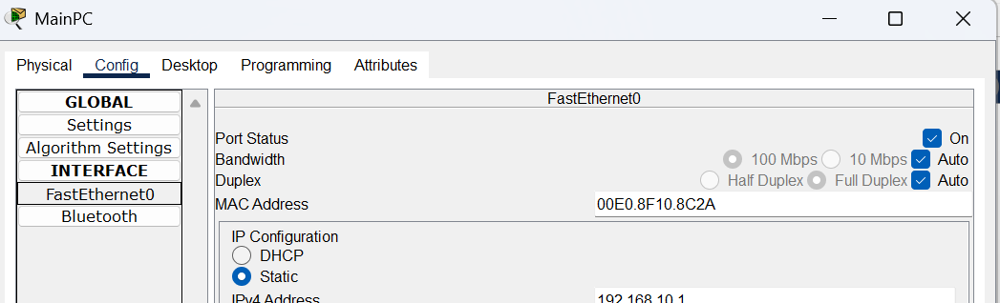 MainPC
Physical Config Desktop Programming Attributes
GLOBAL
Settings
Algorithm Settings
INTERFACE
FastEthernet0
Bluetooth
FastEthernet0
Port Status On
Bandwidth 100 Mbps 10 Mbps Auto
Duplex Half Duplex Full Duplex Auto
MAC Address 00E0.8F10.8C2A
IP Configuration
DHCP
Static
IPv4 Address 192.168.10.1